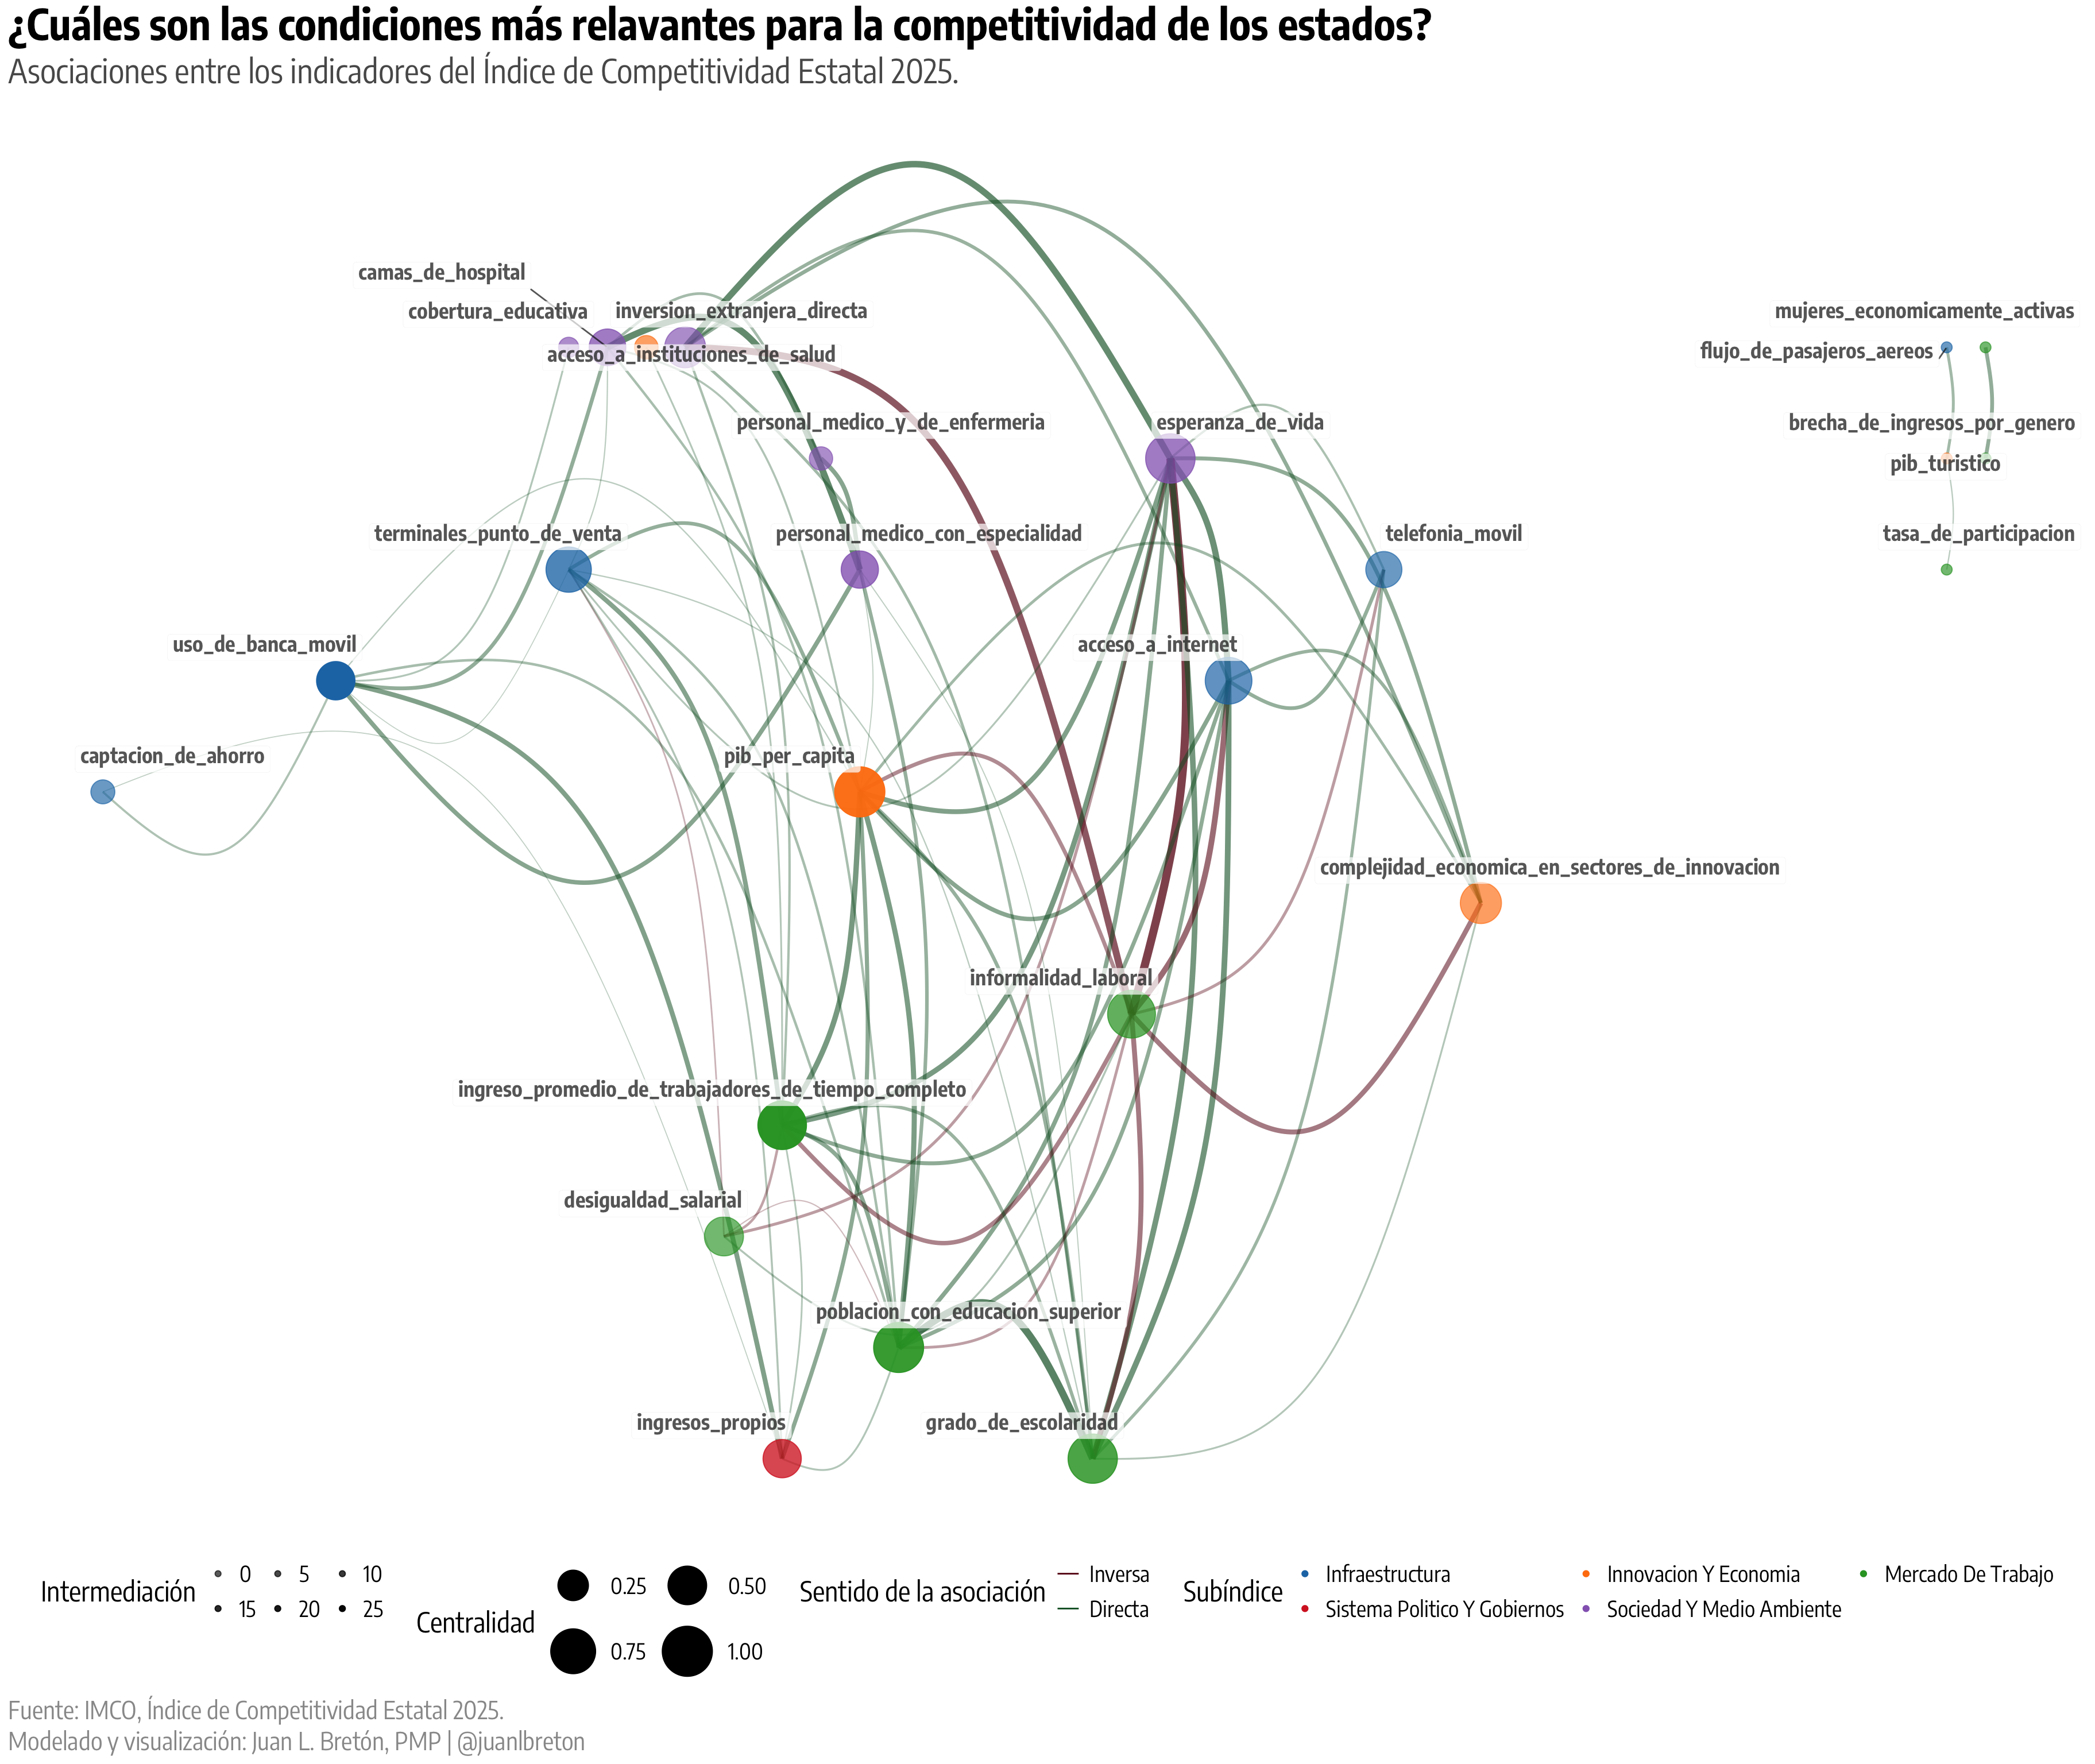 ¿Cuáles son las condiciones más relavantes para la competitividad de los estados?
Asociaciones entre los indicadores del Índice de Competitividad Estatal 2025.
camas_de_hospital
cobertura_educativa
inversion_extranjera_directa
mujeres_economicamente_activas
acceso_a_instituciones_de_salud
flujo_de_pasajeros_aereos
personal_medico_y_de_enfermeria
esperanza_de_vida
brecha_de_ingresos_por_genero
pib_turistico
terminales_punto_de_venta
personal_medico_con_especialidad
telefonia_movil
tasa_de_participacion
uso_de_banca_movil
acceso_a_internet
captacion_de_ahorro
pib_per_capita
complejidad_economica_en_sectores_de_innovacion
informalidad_laboral
ingreso_promedio_de_trabajadores_de_tiempo_completo
desigualdad_salarial
poblacion_con_educacion_superior
ingresos_propios
grado_de_escolaridad
Intermediación
0 5 10
15 20 25
Centralidad
0.25 0.50
0.75 1.00
Sentido de la asociación
Inversa
Directa
Subíndice
Infraestructura
Innovacion Y Economia
Mercado De Trabajo
Sistema Politico Y Gobiernos
Sociedad Y Medio Ambiente
Fuente: IMCO, Índice de Competitividad Estatal 2025.
Modelado y visualización: Juan L. Bretón, PMP | @juanlbreton